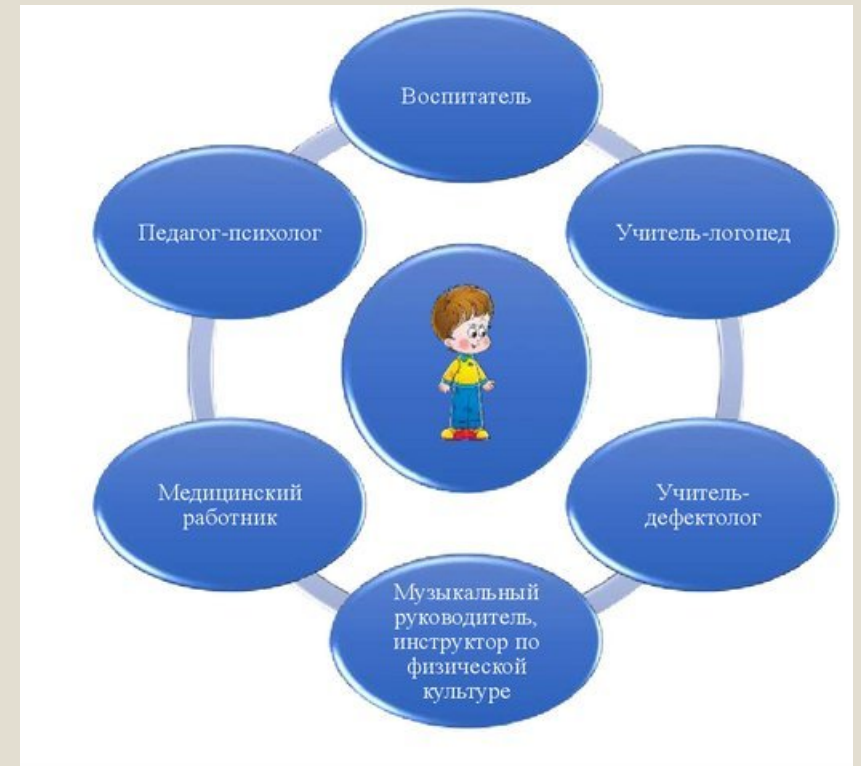 Воспитатель
Учитель-логопед
Учитель-
дефектолог
Музыкальный
руководитель,
инструктор по
физической
культуре
Медицинский
работник
Педагог-психолог